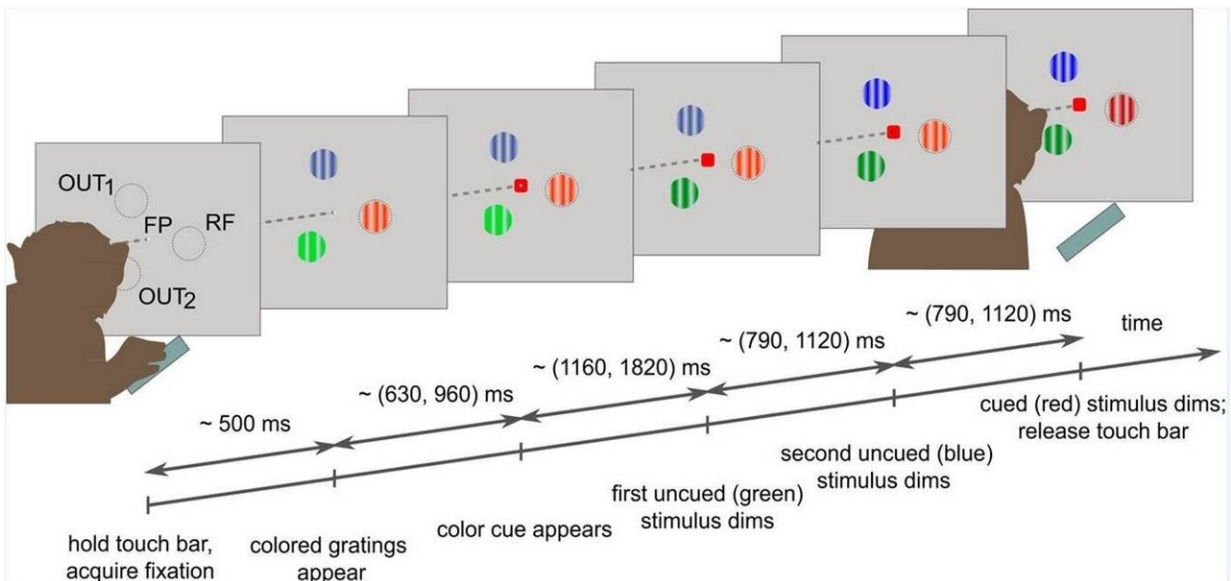 OUT1
FP
RF
OUT2
~ 500 ms
~ (630, 960) ms
~ (1160, 1820) ms
~ (790, 1120) ms
~ (790, 1120) ms
time
hold touch bar,
acquire fixation
colored gratings
appear
color cue appears
first uncued (green)
stimulus dims
second uncued (blue)
stimulus dims
cued (red) stimulus dims;
release touch bar